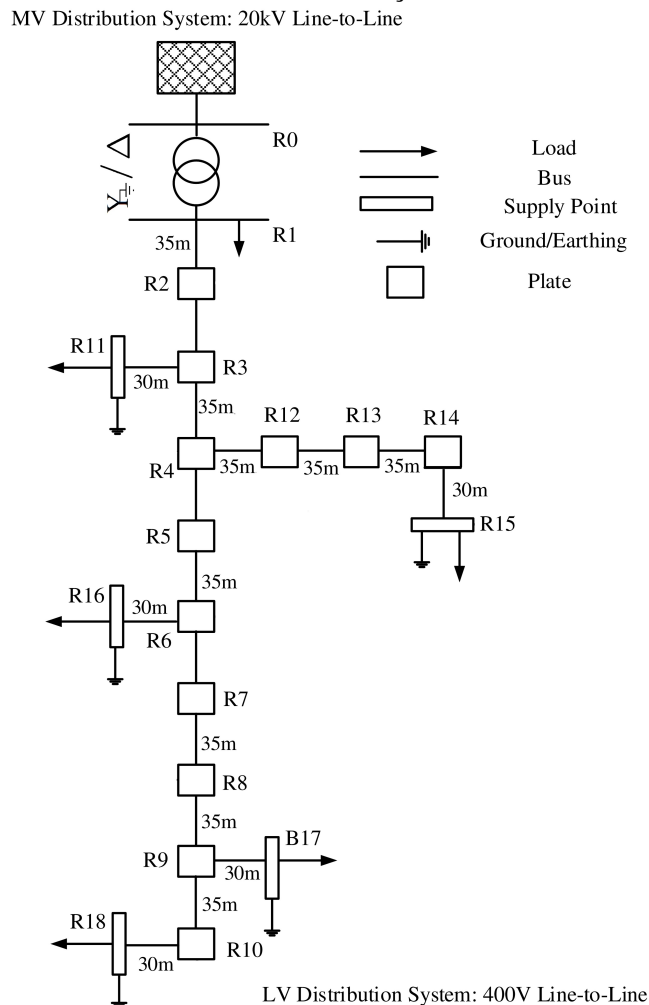 MV Distribution System: 20kV Line-to-Line
R0
Y / Δ
R1
35m
Load
Bus
Supply Point
Ground/Earthing
Plate
R2
R11
30m
R3
35m
R12
R13
R14
R4
35m
35m
35m
30m
R15
R5
35m
R16
30m
R6
R7
35m
R8
35m
B17
R9
30m
35m
R18
30m
R10
LV Distribution System: 400V Line-to-Line